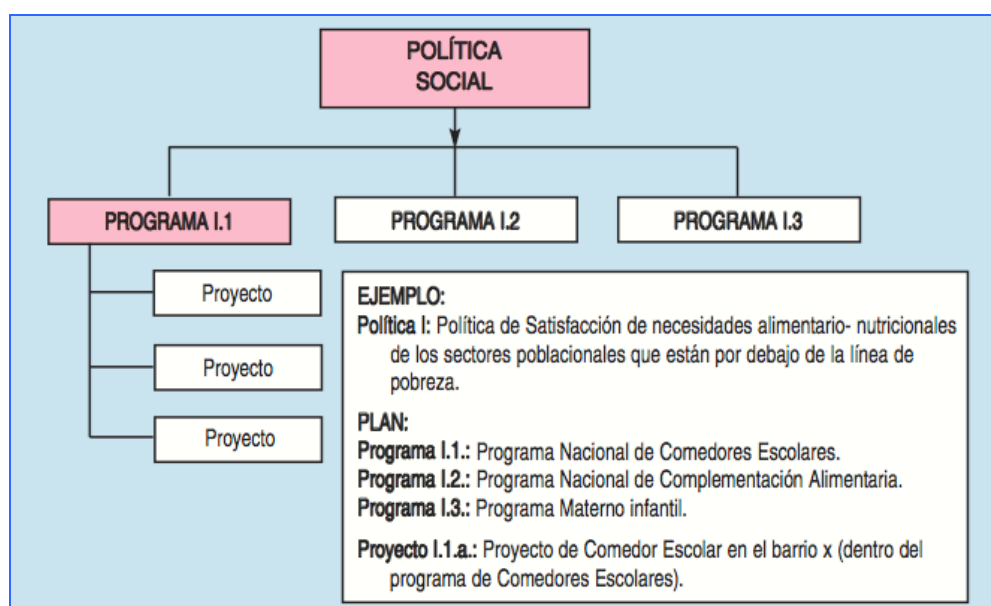 POLÍTICA
SOCIAL
PROGRAMA I.1
PROGRAMA I.2
PROGRAMA I.3
Proyecto
Proyecto
Proyecto
EJEMPLO:
Política I: Política de Satisfacción de necesidades alimentario- nutricionales
de los sectores poblacionales que están por debajo de la línea de
pobreza.
PLAN:
Programa I.1.: Programa Nacional de Comedores Escolares.
Programa I.2.: Programa Nacional de Complementación Alimentaria.
Programa I.3.: Programa Materno infantil.
Proyecto I.1.a.: Proyecto de Comedor Escolar en el barrio x (dentro del
programa de Comedores Escolares).